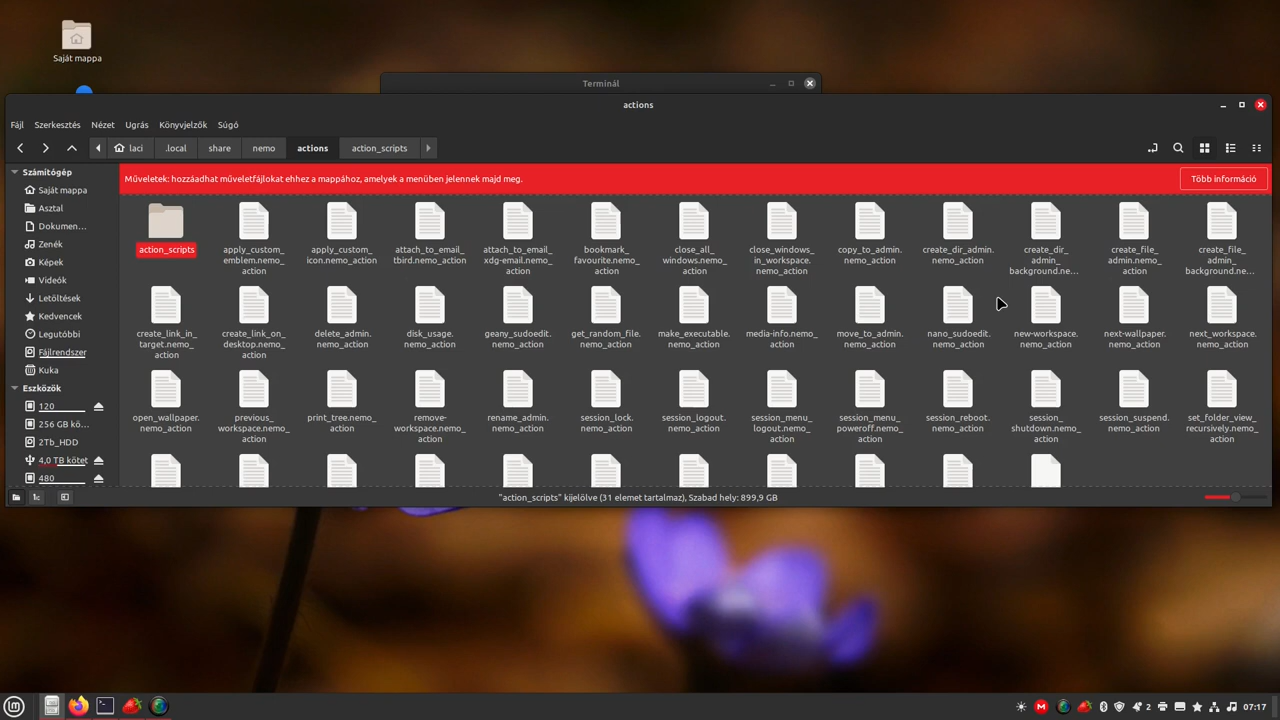 Saját mappa
Terminál
actions
Fájl Szerkesztés Nézet Ugrás Könyvjelzők Súgó
laci .local share nemo actions action_scripts
Számítógép
Saját mappa
Asztal
Dokumen...
Zenék
Képek
Videók
Letöltések
Kedvencek
Legutóbbi
Fájlrendszer
Kuka
Eszközök
120
256 GB kö...
2Tb_HDD
4,0 TB kötet
480
Műveletek: hozzáadhat műveletfájlokat ehhez a mappához, amelyek a menüben jelennek majd meg.
Több információ
action_scripts
apply_custom_
emblem.nemo_
action
apply_custom_
icon.nemo_action
attach_to_email_
tbird.nemo_action
attach_to_email_
xdg-email.nemo_
action
bookmark_
favourite.nemo_
action
close_all_
windows.nemo_
action
close_windows_
in_workspace.
nemo_action
copy_to_admin.
nemo_action
create_dir_admin.
nemo_action
create_dir_
admin_
background.ne...
create_file_
admin.nemo_
action
create_file_
admin_
background.ne...
create_link_in_
target.nemo_
action
create_link_on_
desktop.nemo_
action
delete_admin.
nemo_action
disk_usage.
nemo_action
geany_sudoedit.
nemo_action
get_random_file.
nemo_action
make_executable.
nemo_action
media-info.nemo_
action
move_to_admin.
nemo_action
nano_sudoedit.
nemo_action
new-workspace.
nemo_action
next-wallpaper.
nemo_action
next_workspace.
nemo_action
open_wallpaper.
nemo_action
previous_
workspace.nemo_
action
print_tree.nemo_
action
remove-
workspace.nemo_
action
rename_admin.
nemo_action
session_lock.
nemo_action
session_logout.
nemo_action
session_menu_
logout.nemo_
action
session_menu_
poweroff.nemo_
action
session_reboot.
nemo_action
session_
shutdown.nemo_
action
session_suspend.
nemo_action
set_folder_view_
recursively.nemo_
action
"action_scripts" kijelölve (31 elemet tartalmaz), Szabad hely: 899,9 GB
2
07:17